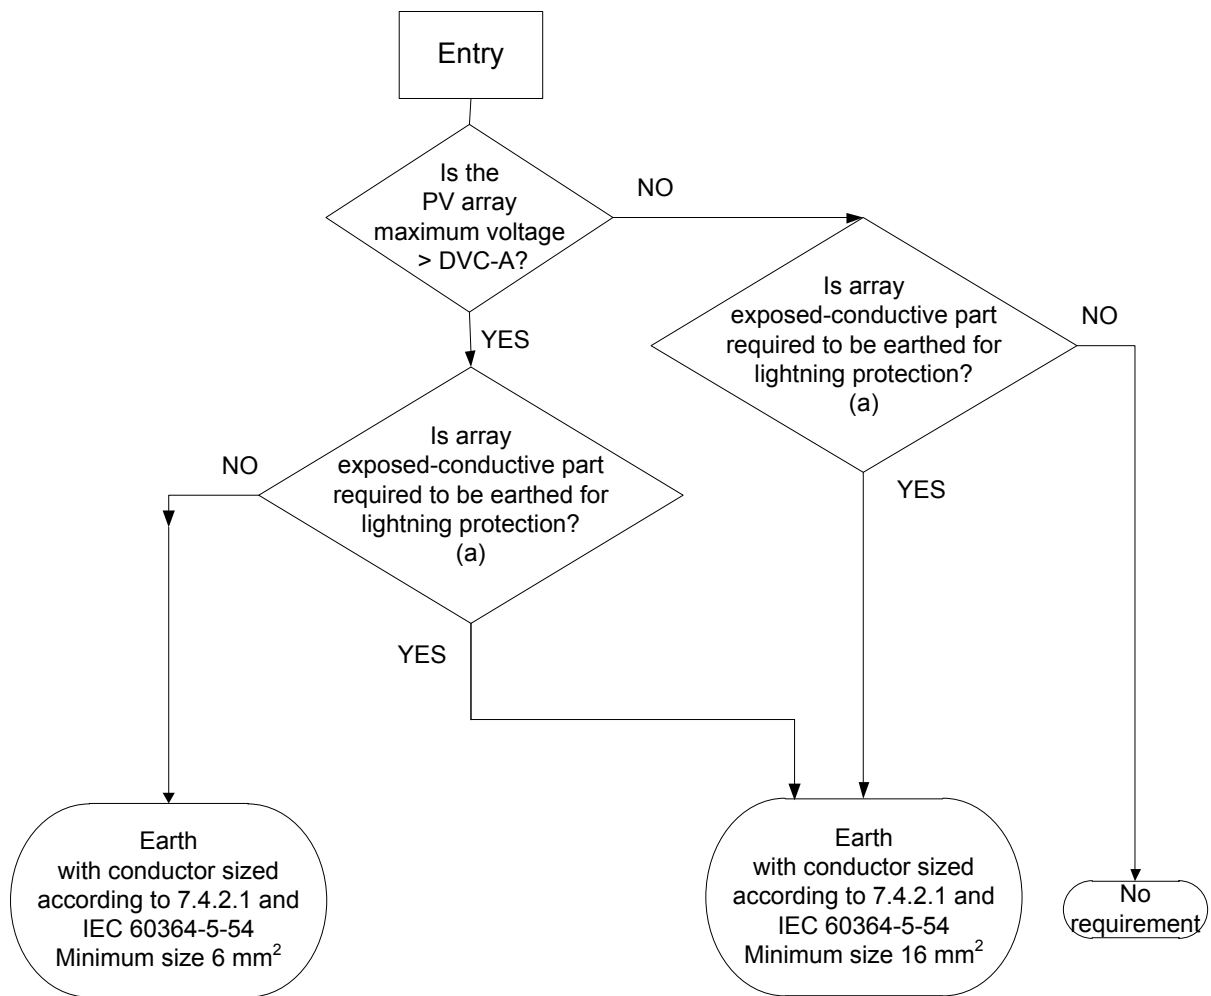 Entry
Is the
PV array
maximum voltage
> DVC-A?
NO
YES
Is array
exposed-conductive part
required to be earthed for
lightning protection?
(a)
NO
YES
Is array
exposed-conductive part
required to be earthed for
lightning protection?
(a)
NO
YES
Earth
with conductor sized
according to 7.4.2.1 and
IEC 60364-5-54
Minimum size 6 mm²
Earth
with conductor sized
according to 7.4.2.1 and
IEC 60364-5-54
Minimum size 16 mm²
No
requirement